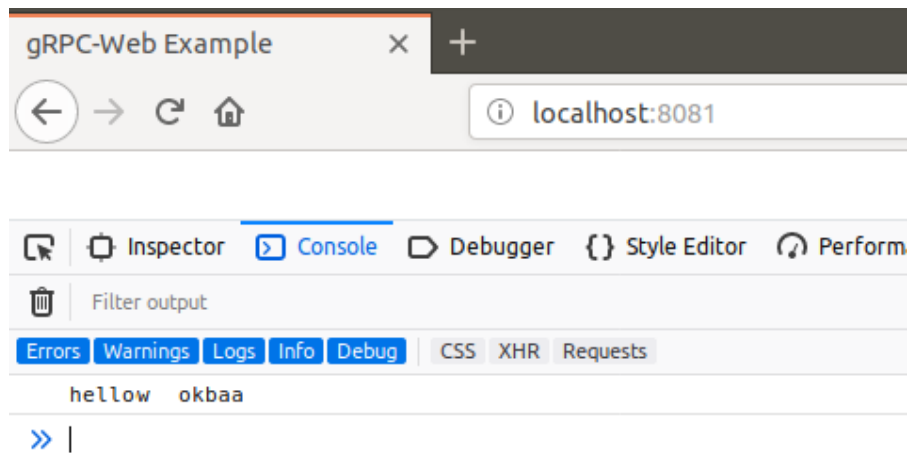 gRPC-Web Example
localhost:8081
Inspector Console Debugger {} Style Editor Perform
Filter output
Errors Warnings Logs Info Debug CSS XHR Requests
hellow  okbaa